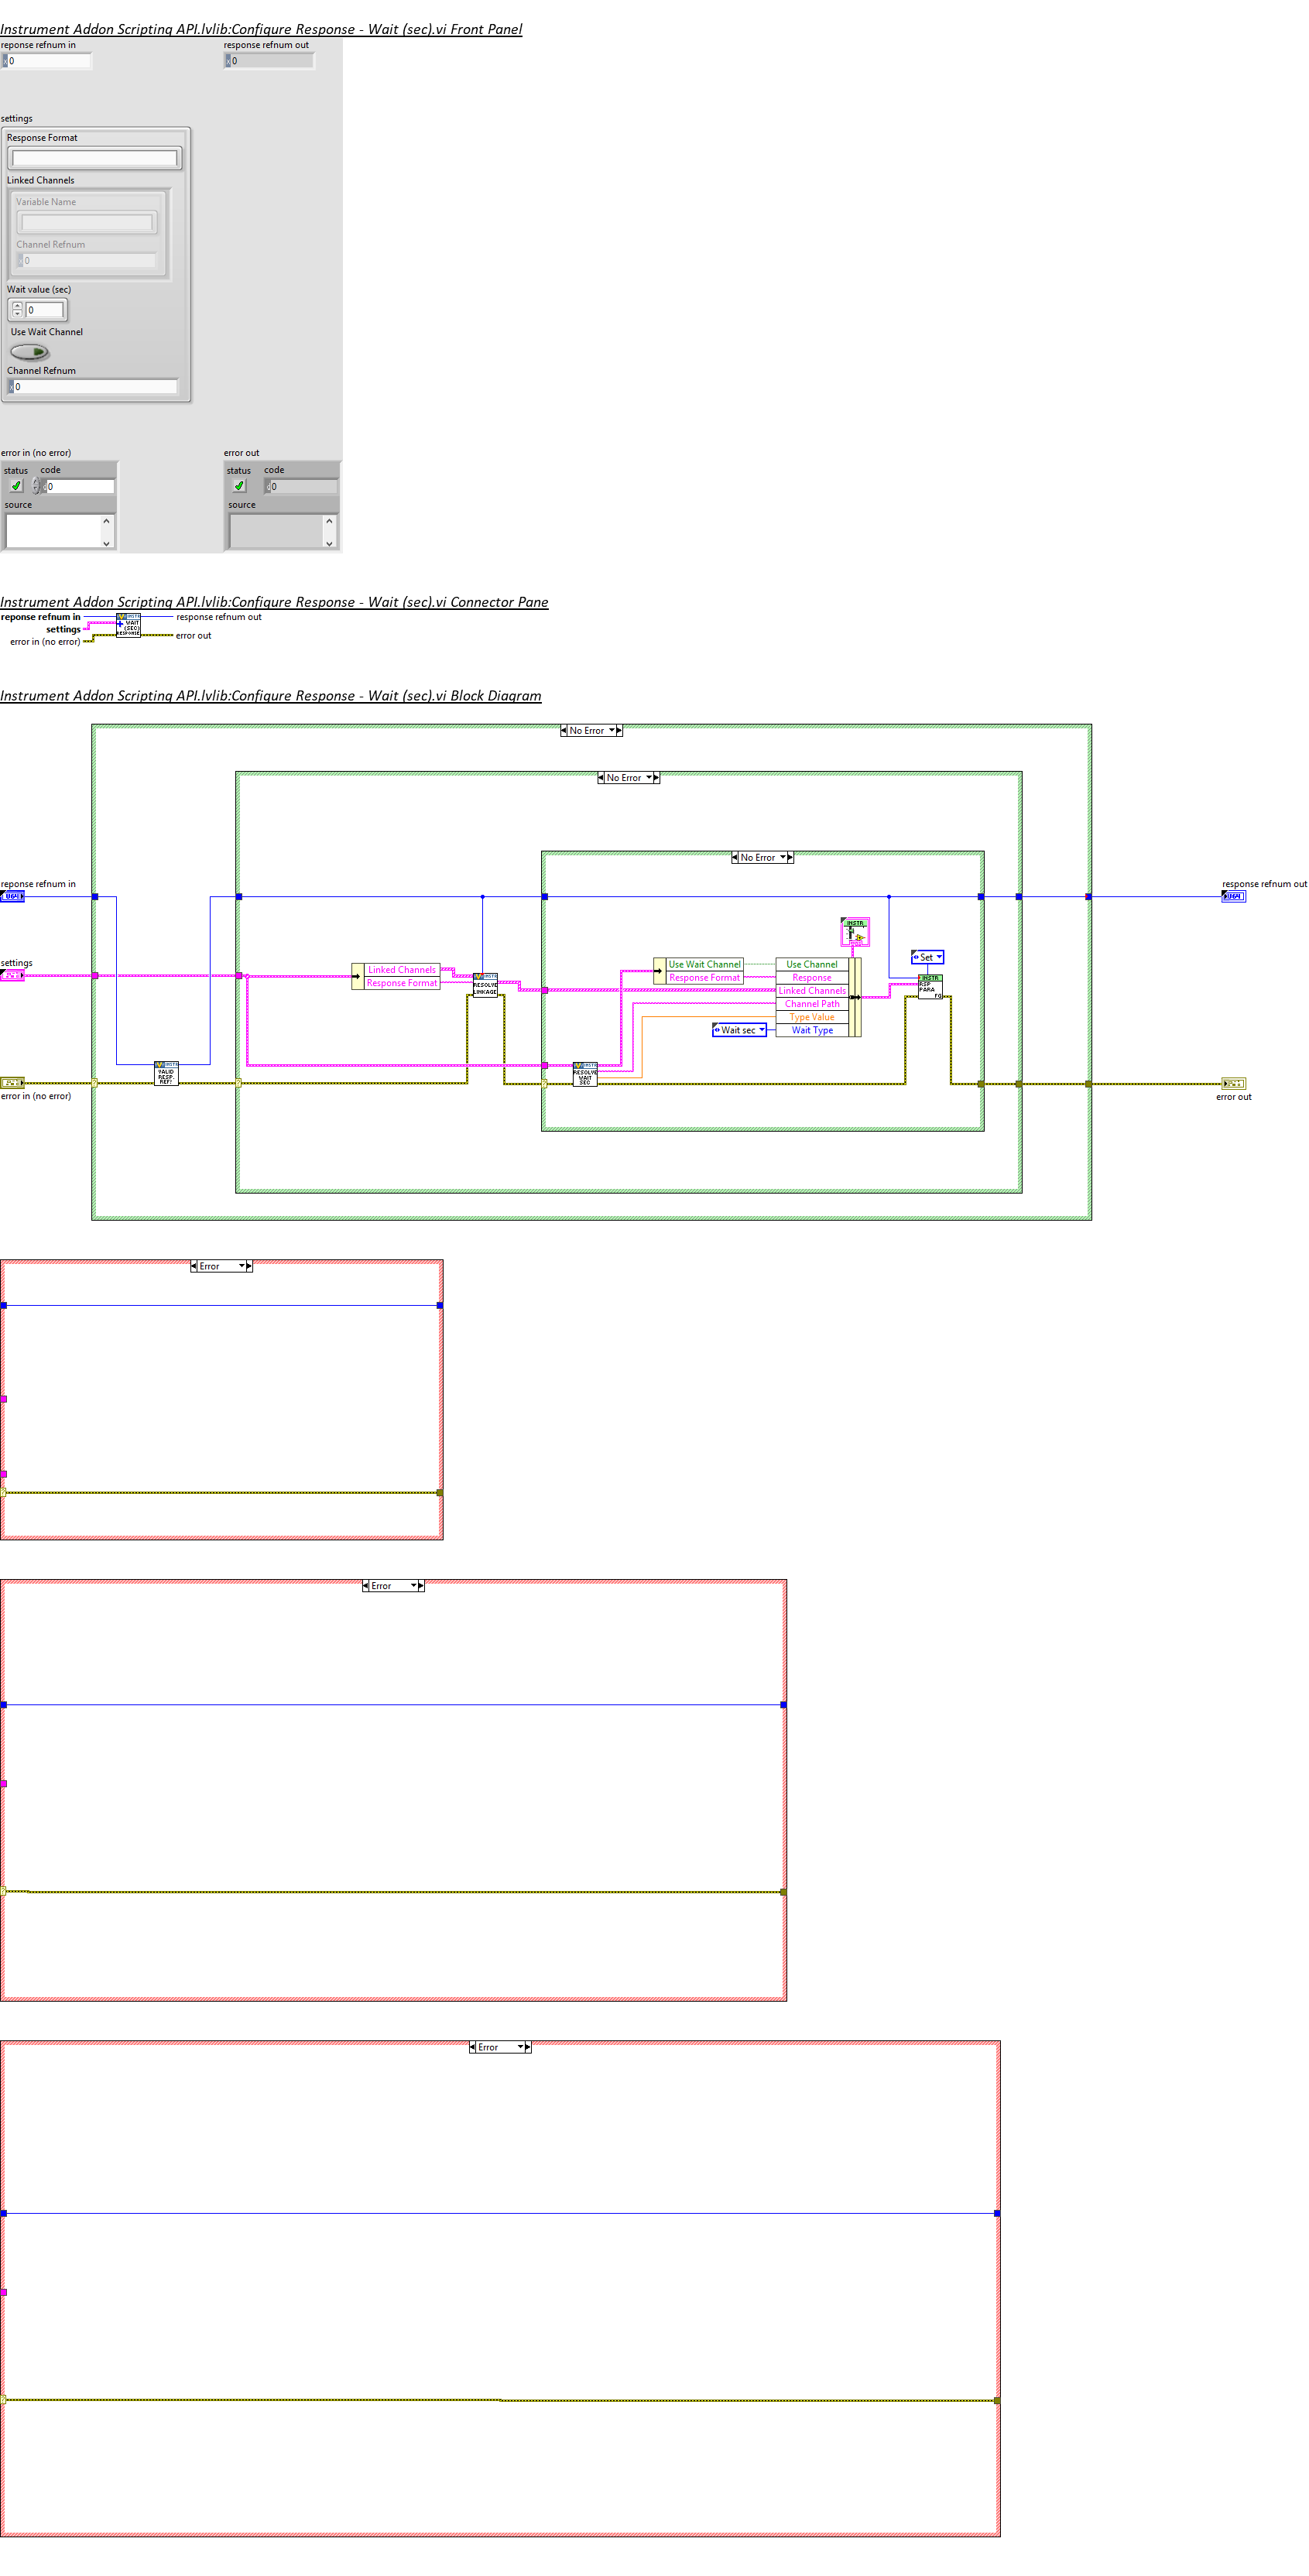 Instrument Addon Scripting API.lvlib:Configure Response - Wait (sec).vi Front Panel
reponse refnum in
response refnum out
0
0
settings
Response Format
Linked Channels
Variable Name
Channel Refnum
0
Wait value (sec)
0
Use Wait Channel
Channel Refnum
0
error in (no error)
error out
status code
status code
0
0
source
source
Instrument Addon Scripting API.lvlib:Configure Response - Wait (sec).vi Connector Pane
reponse refnum in
response refnum out
settings
error in (no error)
error out
INSTR
WAIT
(SEC)
RESPONSE
Instrument Addon Scripting API.lvlib:Configure Response - Wait (sec).vi Block Diagram
No Error
No Error
No Error
reponse refnum in
response refnum out
settings
Linked Channels
Response Format
INSTR
RESOLVE
LINKAGE
Use Wait Channel
Response Format
INSTR
Use Channel
Response
Linked Channels
Channel Path
Type Value
Wait Type
Wait sec
Set
INSTR
RSP
PARA
INSTR
VALID
RESP.
REF?
INSTR
RESOLVE
WAIT
SEC
error in (no error)
error out
Error
Error
Error